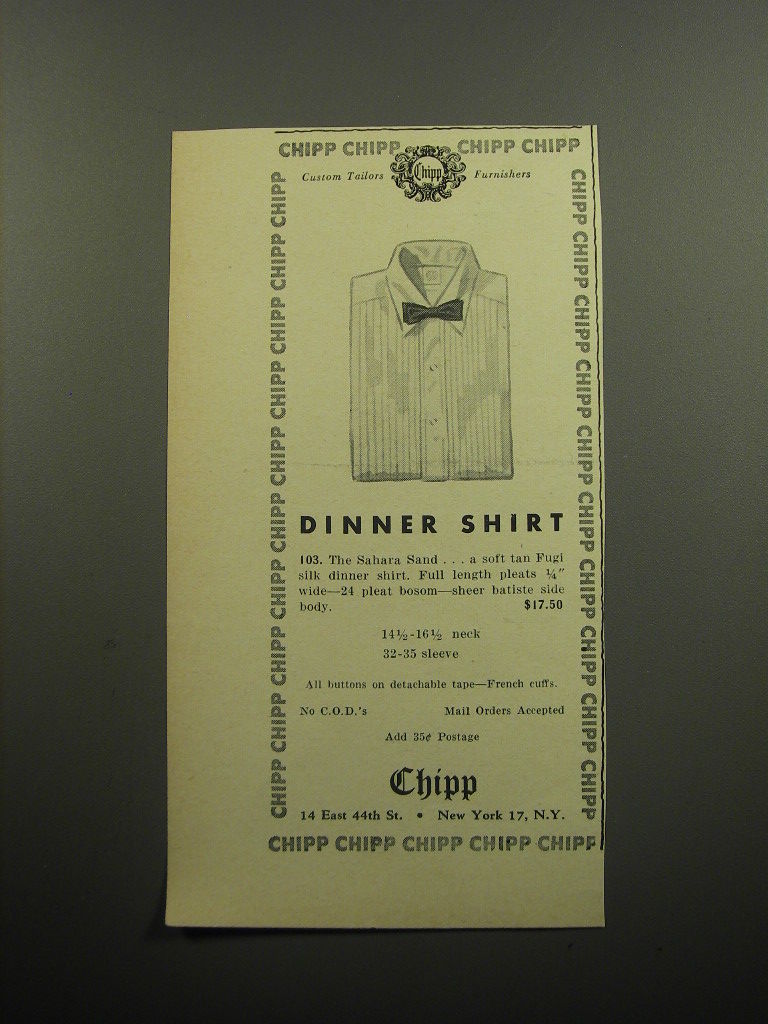 CHIPP CHIPP CHIPP CHIPP
Custom Tailors Chipp Furnishers
CHIPP CHIPP CHIPP CHIPP CHIPP CHIPP CHIPP CHIPP CHIPP CHIPP
CHIPP CHIPP CHIPP CHIPP CHIPP CHIPP CHIPP CHIPP CHIPP CHIPP
DINNER SHIRT
103. The Sahara Sand . . . a soft tan Fugi
silk dinner shirt. Full length pleats ¼"
wide—24 pleat bosom—sheer batiste side
body. $17.50
14½-16½ neck
32-35 sleeve
All buttons on detachable tape—French cuffs.
No C.O.D.'s Mail Orders Accepted
Add 35¢ Postage
Chipp
14 East 44th St. • New York 17, N.Y.
CHIPP CHIPP CHIPP CHIPP CHIPP